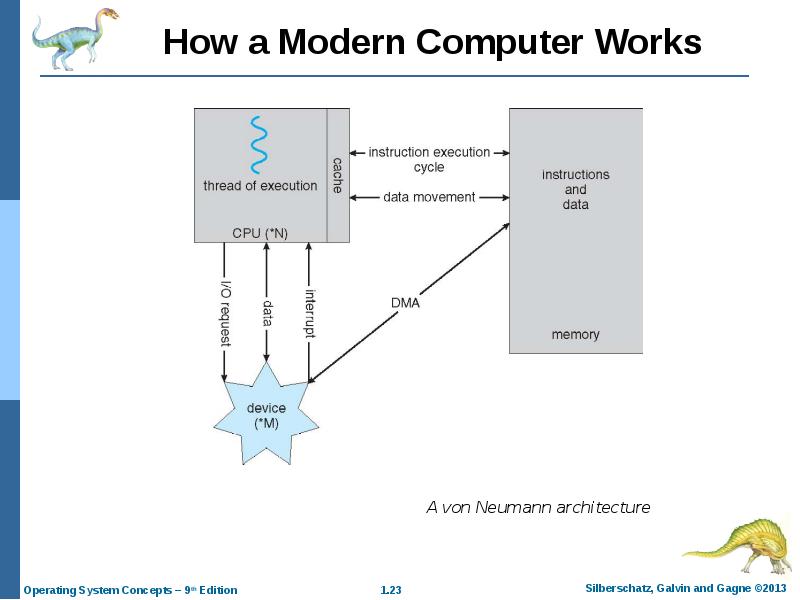 How a Modern Computer Works
thread of execution
cache
CPU (*N)
instruction execution
cycle
data movement
instructions
and
data
memory
I/O request
data
interrupt
DMA
device
(*M)
A von Neumann architecture
Operating System Concepts – 9th Edition
1.23
Silberschatz, Galvin and Gagne ©2013